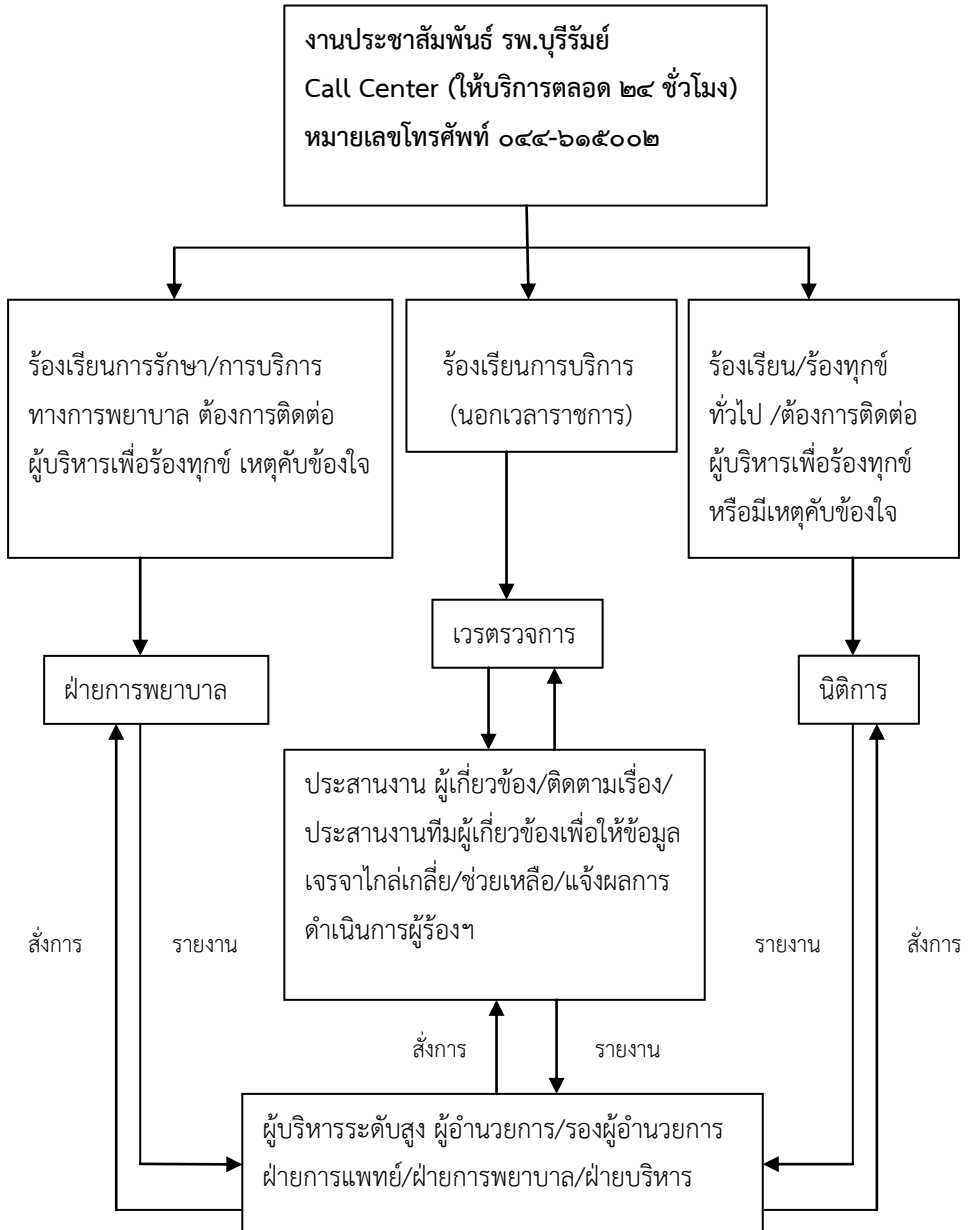 งานประชาสัมพันธ์ รพ.บุรีรัมย์
Call Center (ให้บริการตลอด ๒๔ ชั่วโมง)
หมายเลขโทรศัพท์ ๐๔๔-๖๑๕๐๐๒
ร้องเรียนการรักษา/การบริการ
ทางการพยาบาล ต้องการติดต่อ
ผู้บริหารเพื่อร้องทุกข์ เหตุคับข้องใจ
ร้องเรียนการบริการ
(นอกเวลาราชการ)
ร้องเรียน/ร้องทุกข์
ทั่วไป /ต้องการติดต่อ
ผู้บริหารเพื่อร้องทุกข์
หรือมีเหตุคับข้องใจ
เวรตรวจการ
ฝ่ายการพยาบาล
นิติการ
ประสานงาน ผู้เกี่ยวข้อง/ติดตามเรื่อง/
ประสานงานทีมผู้เกี่ยวข้องเพื่อให้ข้อมูล
เจรจาไกล่เกลี่ย/ช่วยเหลือ/แจ้งผลการ
ดำเนินการผู้ร้องฯ
สั่งการ
รายงาน
รายงาน
สั่งการ
สั่งการ
รายงาน
ผู้บริหารระดับสูง ผู้อำนวยการ/รองผู้อำนวยการ
ฝ่ายการแพทย์/ฝ่ายการพยาบาล/ฝ่ายบริหาร